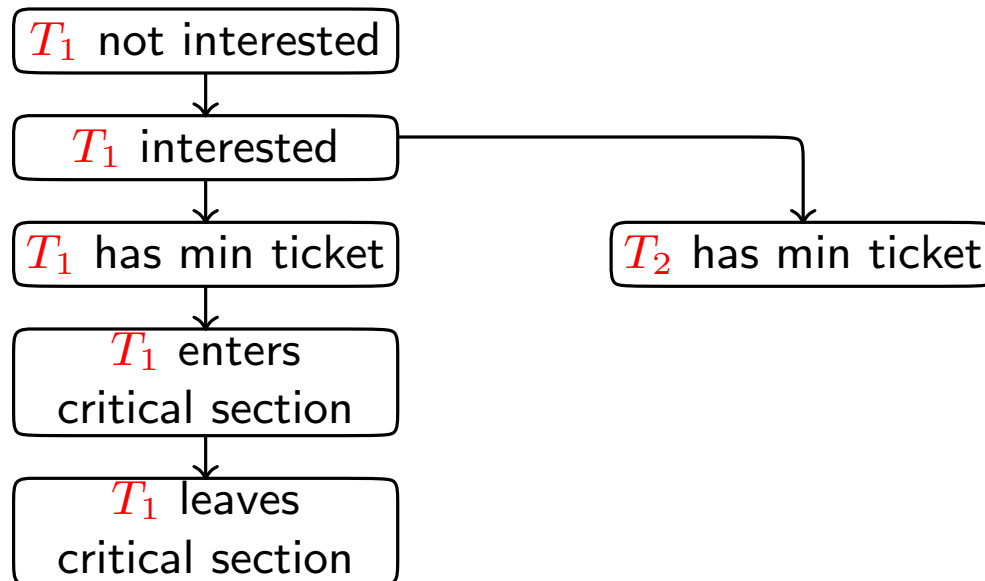 T₁ not interested
T₁ interested
T₁ has min ticket
T₂ has min ticket
T₁ enters
critical section
T₁ leaves
critical section